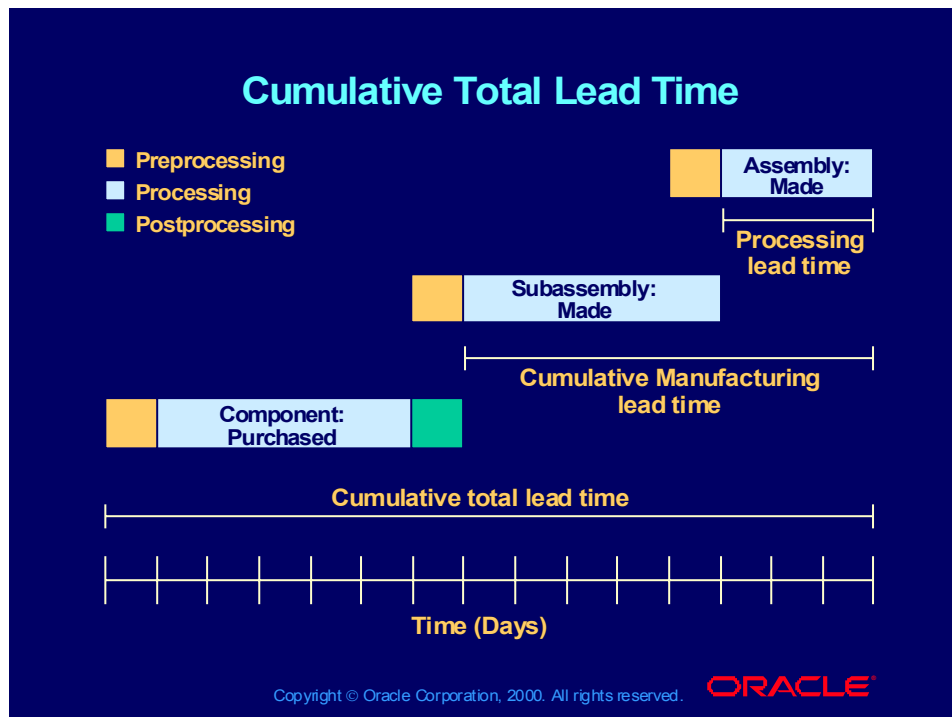 Cumulative Total Lead Time
Preprocessing
Processing
Postprocessing
Assembly:
Made
Processing
lead time
Subassembly:
Made
Cumulative Manufacturing
lead time
Component:
Purchased
Cumulative total lead time
Time (Days)
Copyright © Oracle Corporation, 2000. All rights reserved.
ORACLE®